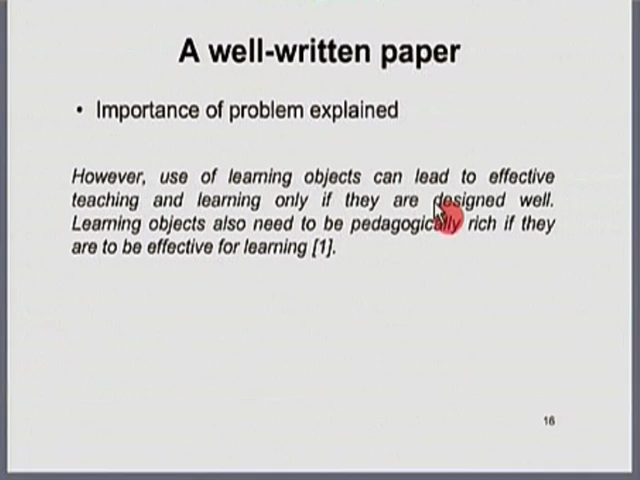 A well-written paper
• Importance of problem explained
However, use of learning objects can lead to effective
teaching and learning only if they are designed well.
Learning objects also need to be pedagogically rich if they
are to be effective for learning [1].
16